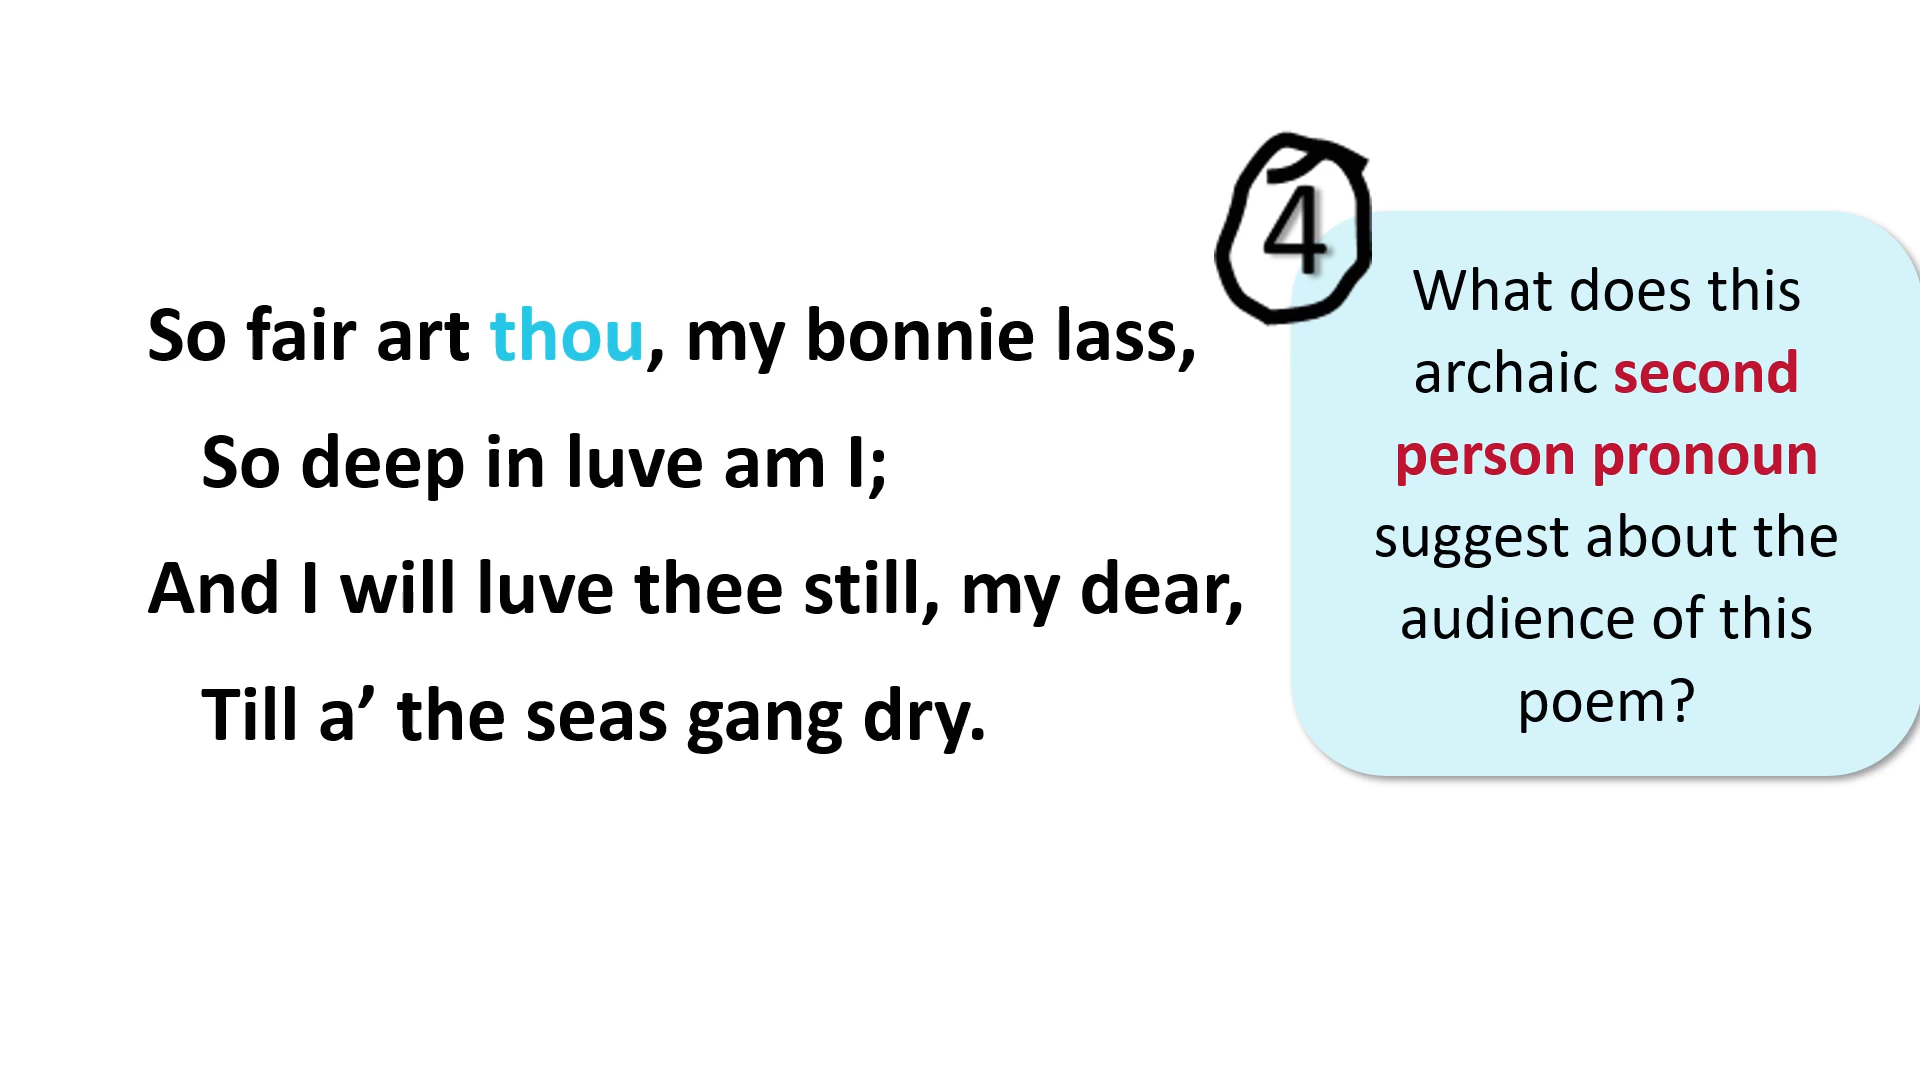 So fair art thou, my bonnie lass,
So deep in luve am I;
And I will luve thee still, my dear,
Till a’ the seas gang dry.
4
What does this
archaic second
person pronoun
suggest about the
audience of this
poem?